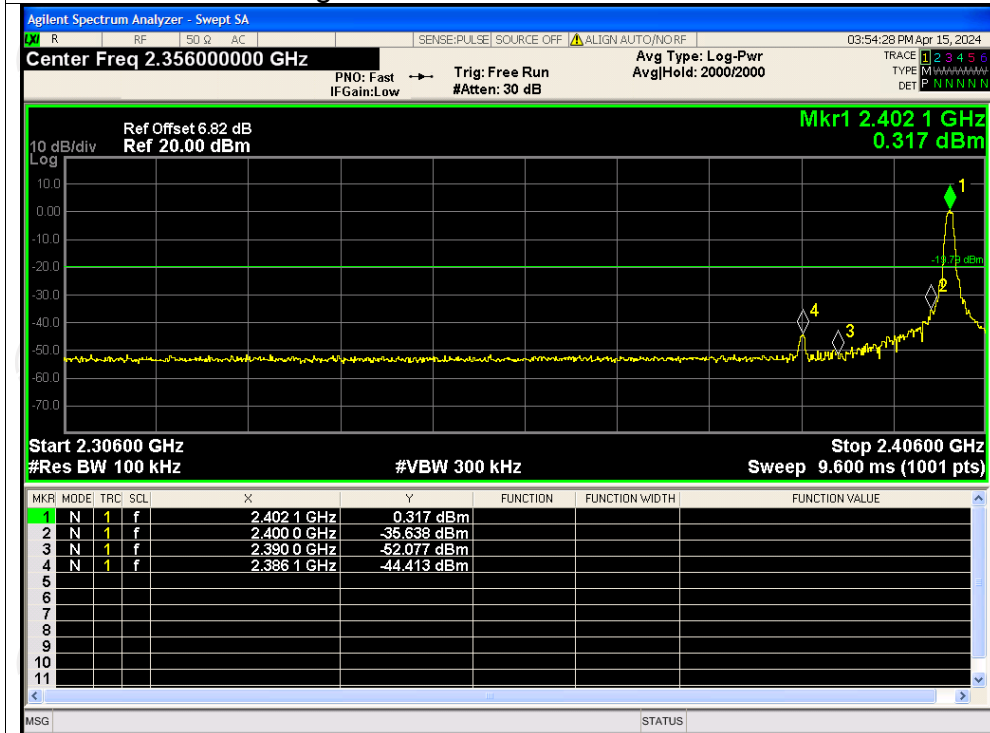 Agilent Spectrum Analyzer - Swept SA
LXI R RF 50 Ω AC SENSE:PULSE SOURCE OFF ALIGN AUTO/NO RF 03:54:28 PM Apr 15, 2024
Center Freq 2.356000000 GHz
PNO: Fast
IFGain:Low
Trig: Free Run
#Atten: 30 dB
Avg Type: Log-Pwr
Avg|Hold: 2000/2000
TRACE 1 2 3 4 5 6
TYPE M
DET P N N N N N
Mkr1 2.402 1 GHz
0.317 dBm
Ref Offset 6.82 dB
10 dB/div Ref 20.00 dBm
Log
10.0
0.00
-10.0
-20.0
-30.0
-40.0
-50.0
-60.0
-70.0
1
-19.79 dBm
2
4
3
Start 2.30600 GHz Stop 2.40600 GHz
#Res BW 100 kHz #VBW 300 kHz Sweep 9.600 ms (1001 pts)
MKR MODE TRC SCL X Y FUNCTION FUNCTION WIDTH FUNCTION VALUE
1 N 1 f 2.402 1 GHz 0.317 dBm
2 N 1 f 2.400 0 GHz -35.638 dBm
3 N 1 f 2.390 0 GHz -52.077 dBm
4 N 1 f 2.386 1 GHz -44.413 dBm
5
6
7
8
9
10
11
MSG STATUS